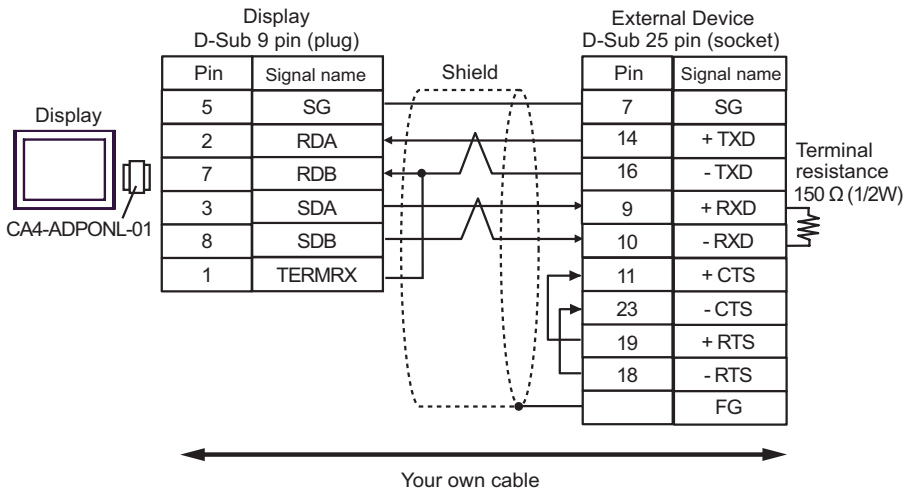 Display
D-Sub 9 pin (plug)
External Device
D-Sub 25 pin (socket)
Pin Signal name
Shield
Pin Signal name
Display
CA4-ADPONL-01
5 SG
2 RDA
7 RDB
3 SDA
8 SDB
1 TERMRX
7 SG
14 + TXD
16 - TXD
9 + RXD
10 - RXD
11 + CTS
23 - CTS
19 + RTS
18 - RTS
FG
Terminal
resistance
150 Ω (1/2W)
Your own cable